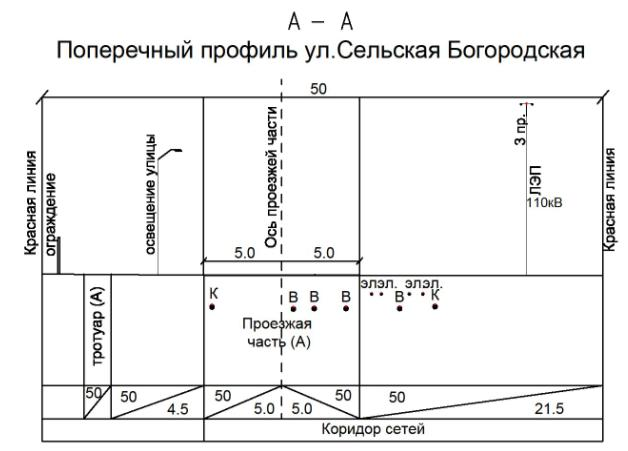 А – А
Поперечный профиль ул.Сельская Богородская
50
Красная линия
ограждение
освещение улицы
Ось проезжей части
3 пр.
ЛЭП
110кВ
Красная линия
5.0 5.0
элэл. элэл.
К В В В В К
тротуар (А)
Проезжая
часть (А)
50 50 50 50 50
4.5 5.0 5.0 21.5
Коридор сетей